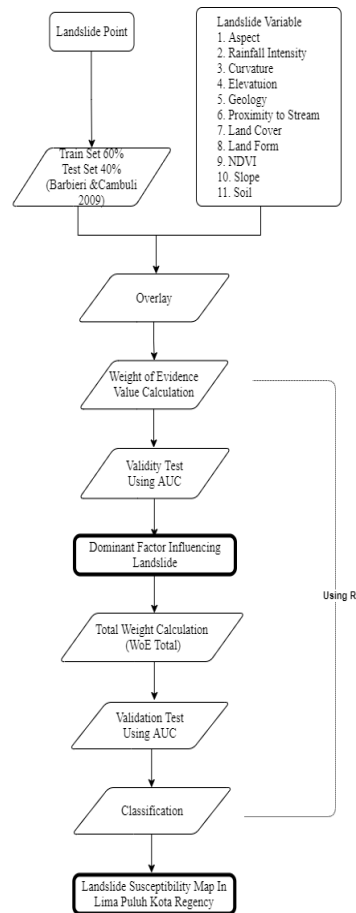 Landslide Point
Landslide Variable
1. Aspect
2. Rainfall Intensity
3. Curvature
4. Elevatuion
5. Geology
6. Proximity to Stream
7. Land Cover
8. Land Form
9. NDVI
10. Slope
11. Soil
Train Set 60%
Test Set 40%
(Barbieri &Cambuli
2009)
Overlay
Weight of Evidence
Value Calculation
Validity Test
Using AUC
Dominant Factor Influencing
Landslide
Using R
Total Weight Calculation
(WoE Total)
Validation Test
Using AUC
Classification
Landslide Susceptibility Map In
Lima Puluh Kota Regency